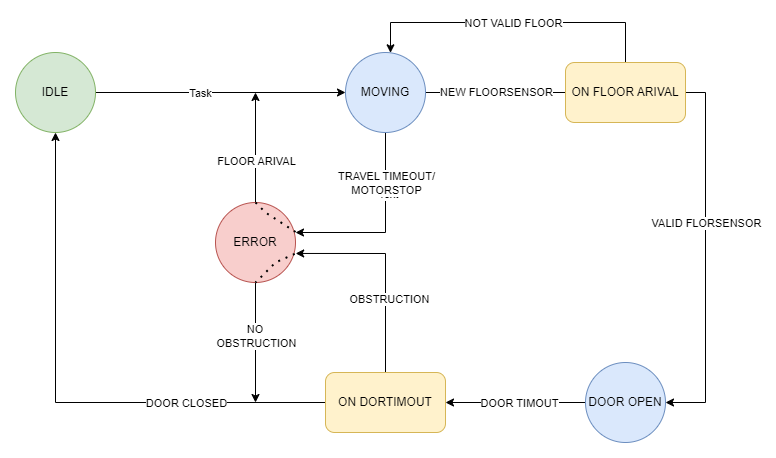 NOT VALID FLOOR
IDLE
Task
MOVING
NEW FLOORSENSOR
ON FLOOR ARIVAL
FLOOR ARIVAL
TRAVEL TIMEOUT/
MOTORSTOP
VALID FLORSENSOR
ERROR
OBSTRUCTION
NO
OBSTRUCTION
DOOR CLOSED
ON DORTIMOUT
DOOR TIMOUT
DOOR OPEN